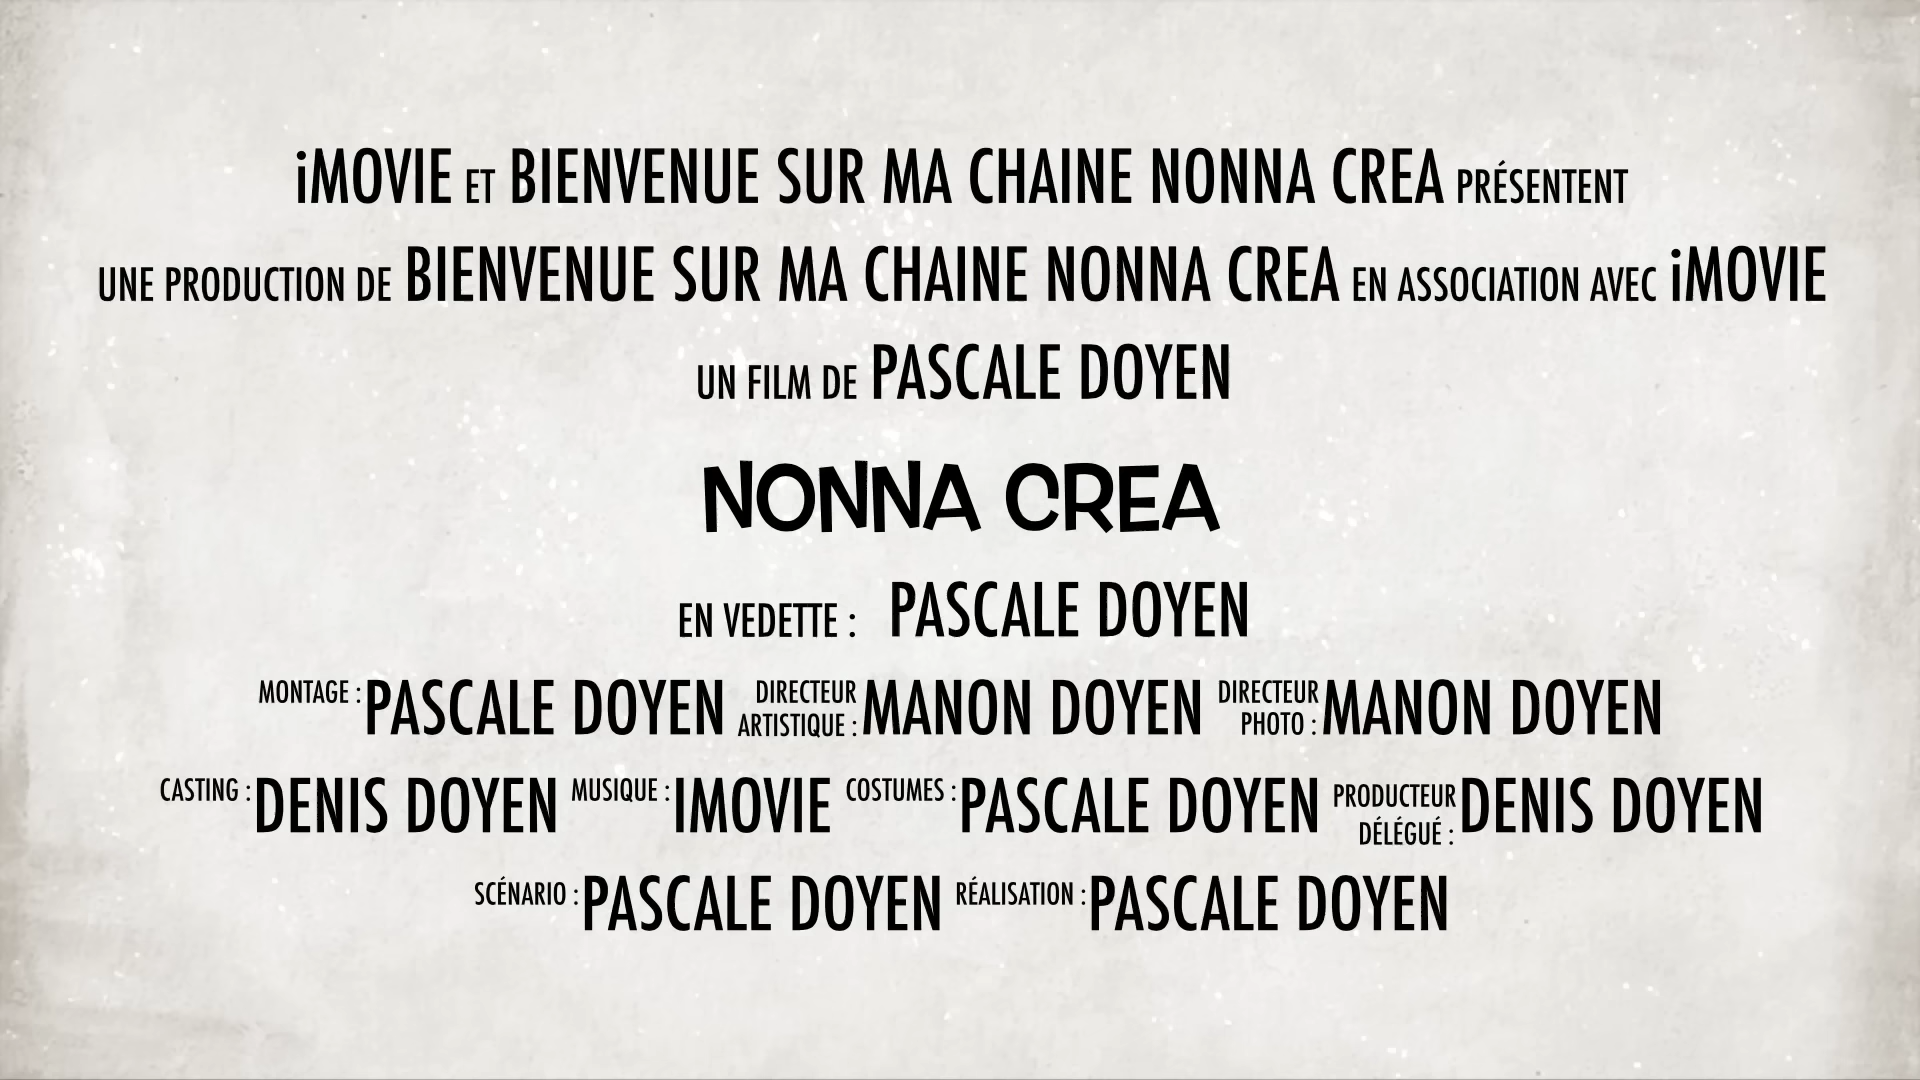 iMOVIE ET BIENVENUE SUR MA CHAINE NONNA CREA PRÉSENTENT
UNE PRODUCTION DE BIENVENUE SUR MA CHAINE NONNA CREA EN ASSOCIATION AVEC iMOVIE
UN FILM DE PASCALE DOYEN
NONNA CREA
EN VEDETTE : PASCALE DOYEN
MONTAGE : PASCALE DOYEN DIRECTEUR ARTISTIQUE : MANON DOYEN DIRECTEUR PHOTO : MANON DOYEN
CASTING : DENIS DOYEN MUSIQUE : IMOVIE COSTUMES : PASCALE DOYEN PRODUCTEUR DÉLÉGUÉ : DENIS DOYEN
SCÉNARIO : PASCALE DOYEN RÉALISATION : PASCALE DOYEN